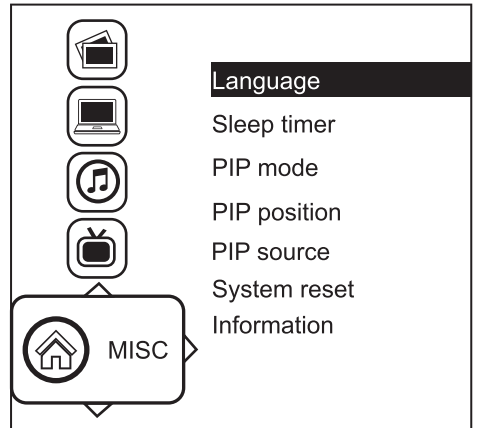 Language
Sleep timer
PIP mode
PIP position
PIP source
System reset
Information
MISC